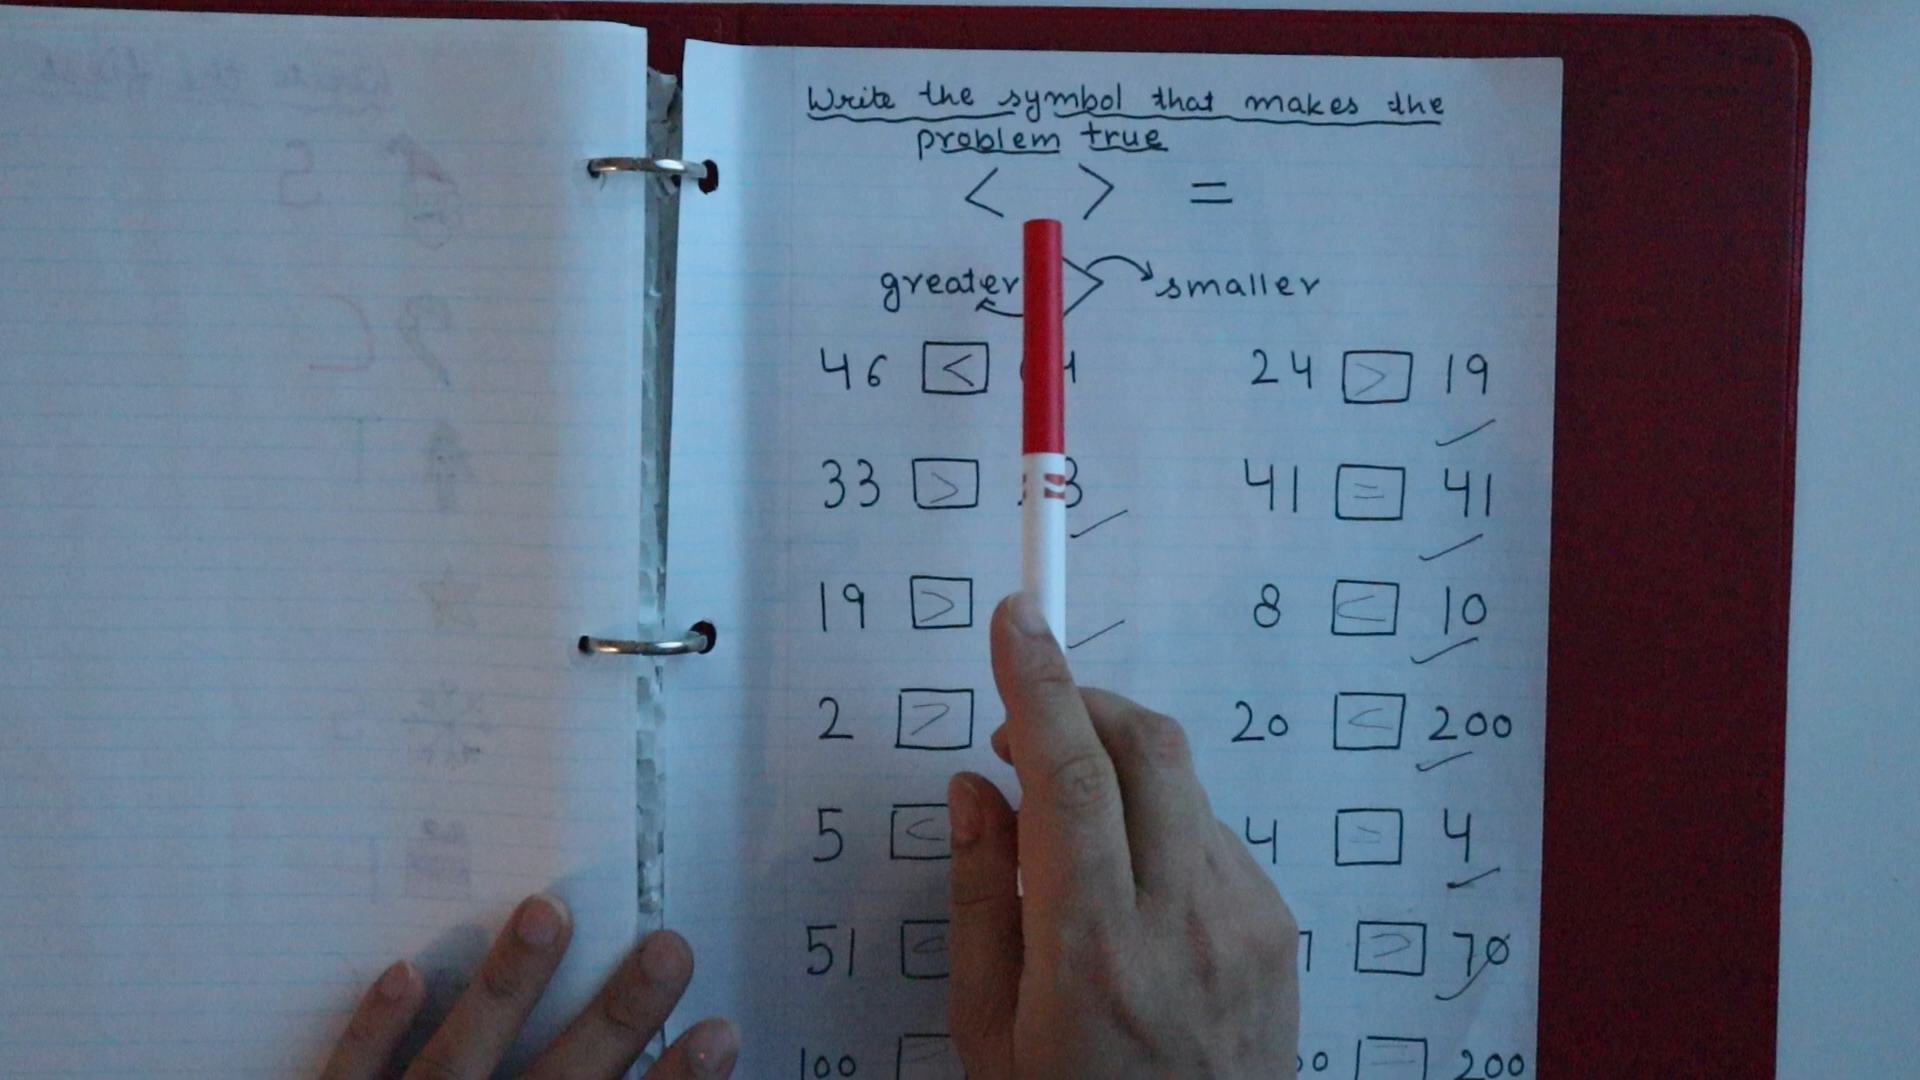 Write the symbol that makes the
problem true
< > =
greater > smaller
46 < 24 > 19
33 > 3 41 = 41
19 > 8 < 10
2 > 20 < 200
5 < 4 = 4
51 < > 70
100 200